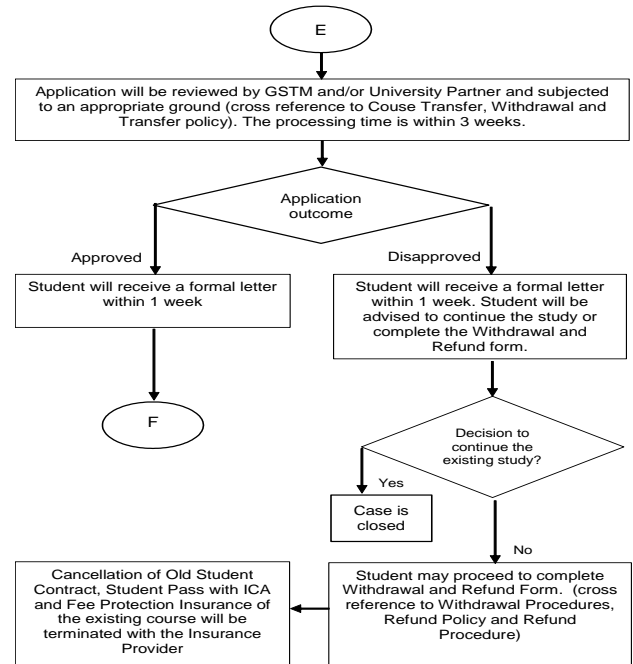 E
Application will be reviewed by GSTM and/or University Partner and subjected
to an appropriate ground (cross reference to Couse Transfer, Withdrawal and
Transfer policy). The processing time is within 3 weeks.
Application
outcome
Approved
Disapproved
Student will receive a formal letter
within 1 week
Student will receive a formal letter
within 1 week. Student will be
advised to continue the study or
complete the Withdrawal and
Refund form.
F
Decision to
continue the
existing study?
Yes
Case is
closed
No
Student may proceed to complete
Withdrawal and Refund Form. (cross
reference to Withdrawal Procedures,
Refund Policy and Refund
Procedure)
Cancellation of Old Student
Contract, Student Pass with ICA
and Fee Protection Insurance of
the existing course will be
terminated with the Insurance
Provider